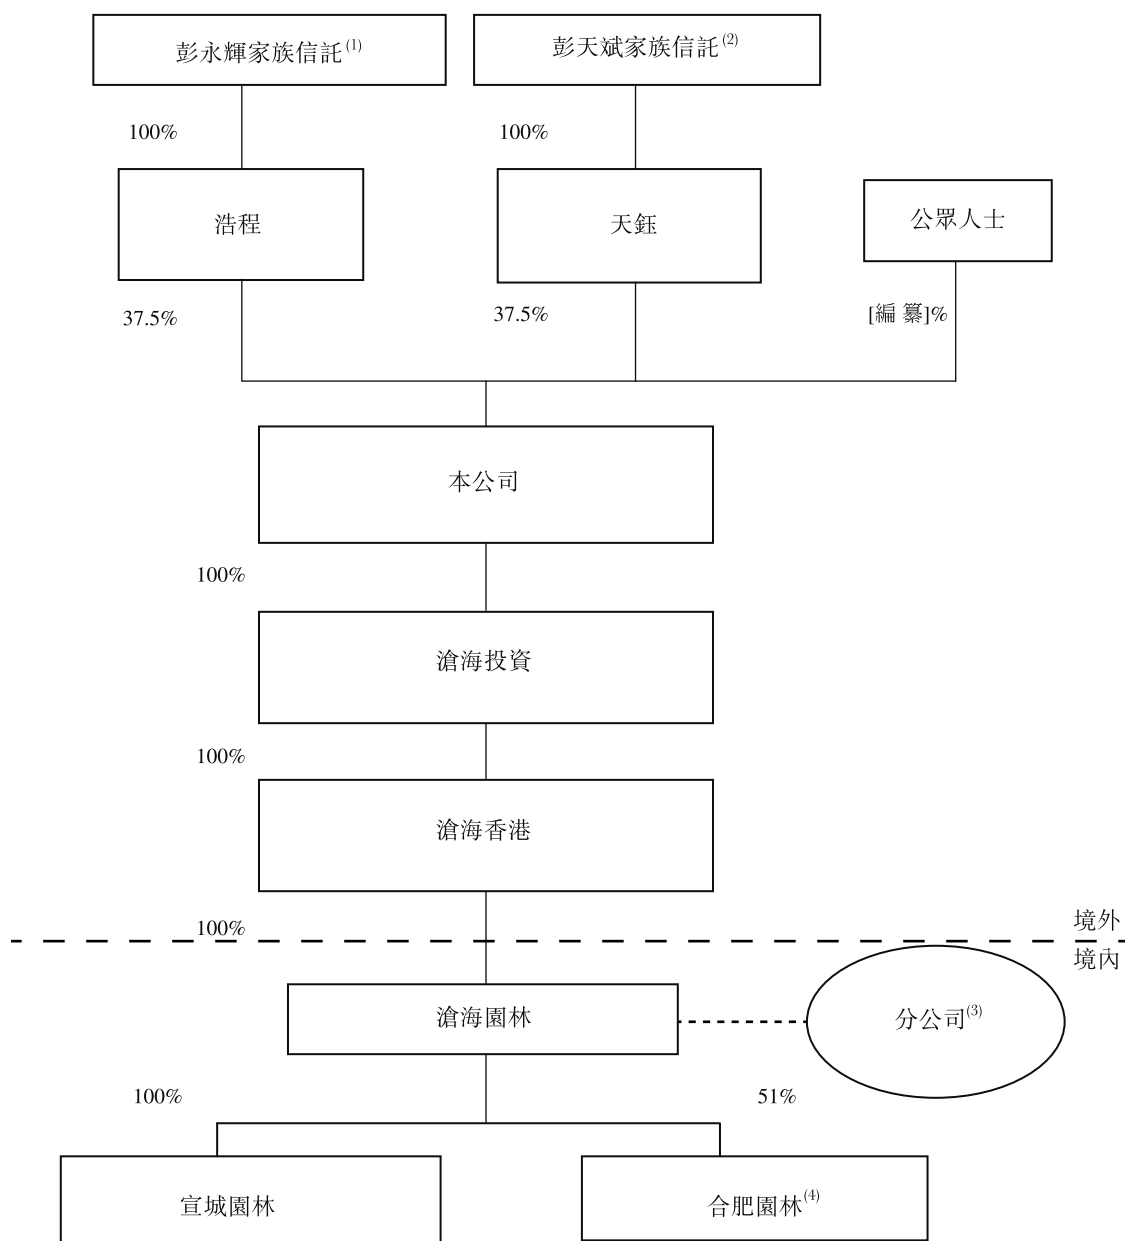 彭永輝家族信託(1)
彭天斌家族信託(2)
100%
100%
浩程
天鈺
公眾人士
37.5%
37.5%
[編纂]%
本公司
100%
滄海投資
100%
滄海香港
100%
境外
境內
滄海園林
分公司(3)
100%
51%
宣城園林
合肥園林(4)